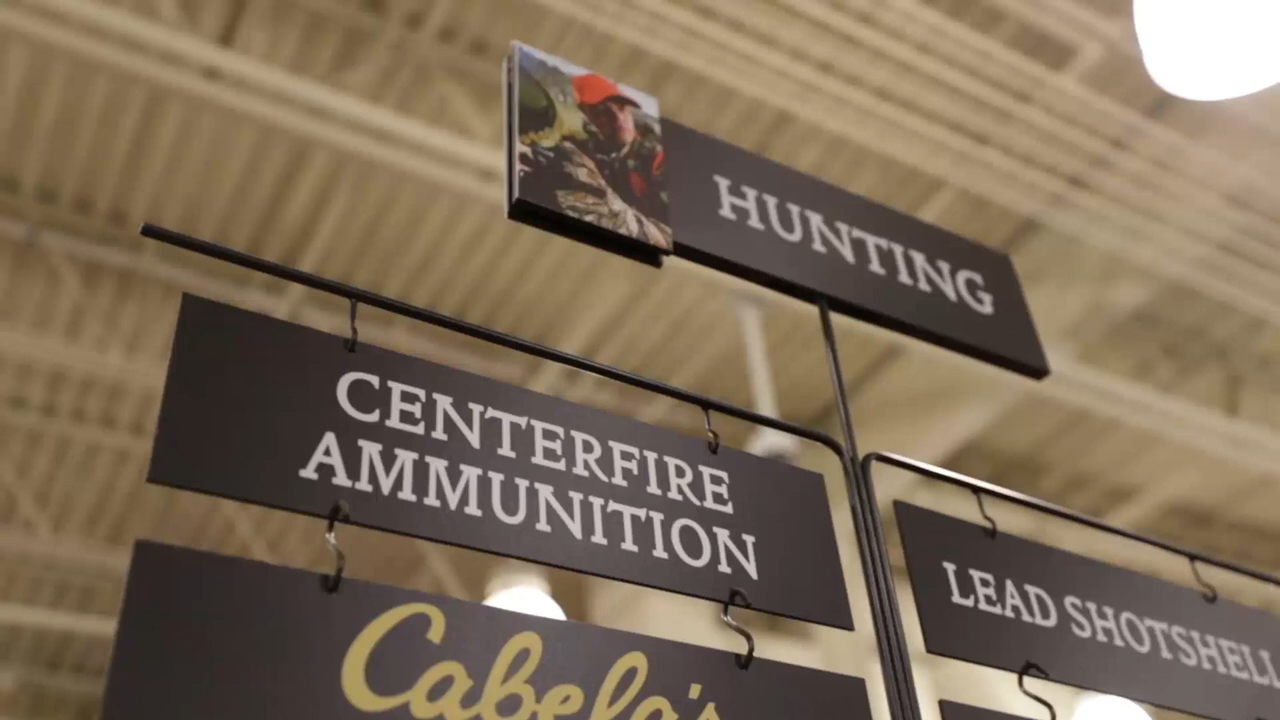 HUNTING
CENTERFIRE
AMMUNITION
LEAD SHOTSHELL
Cabela's